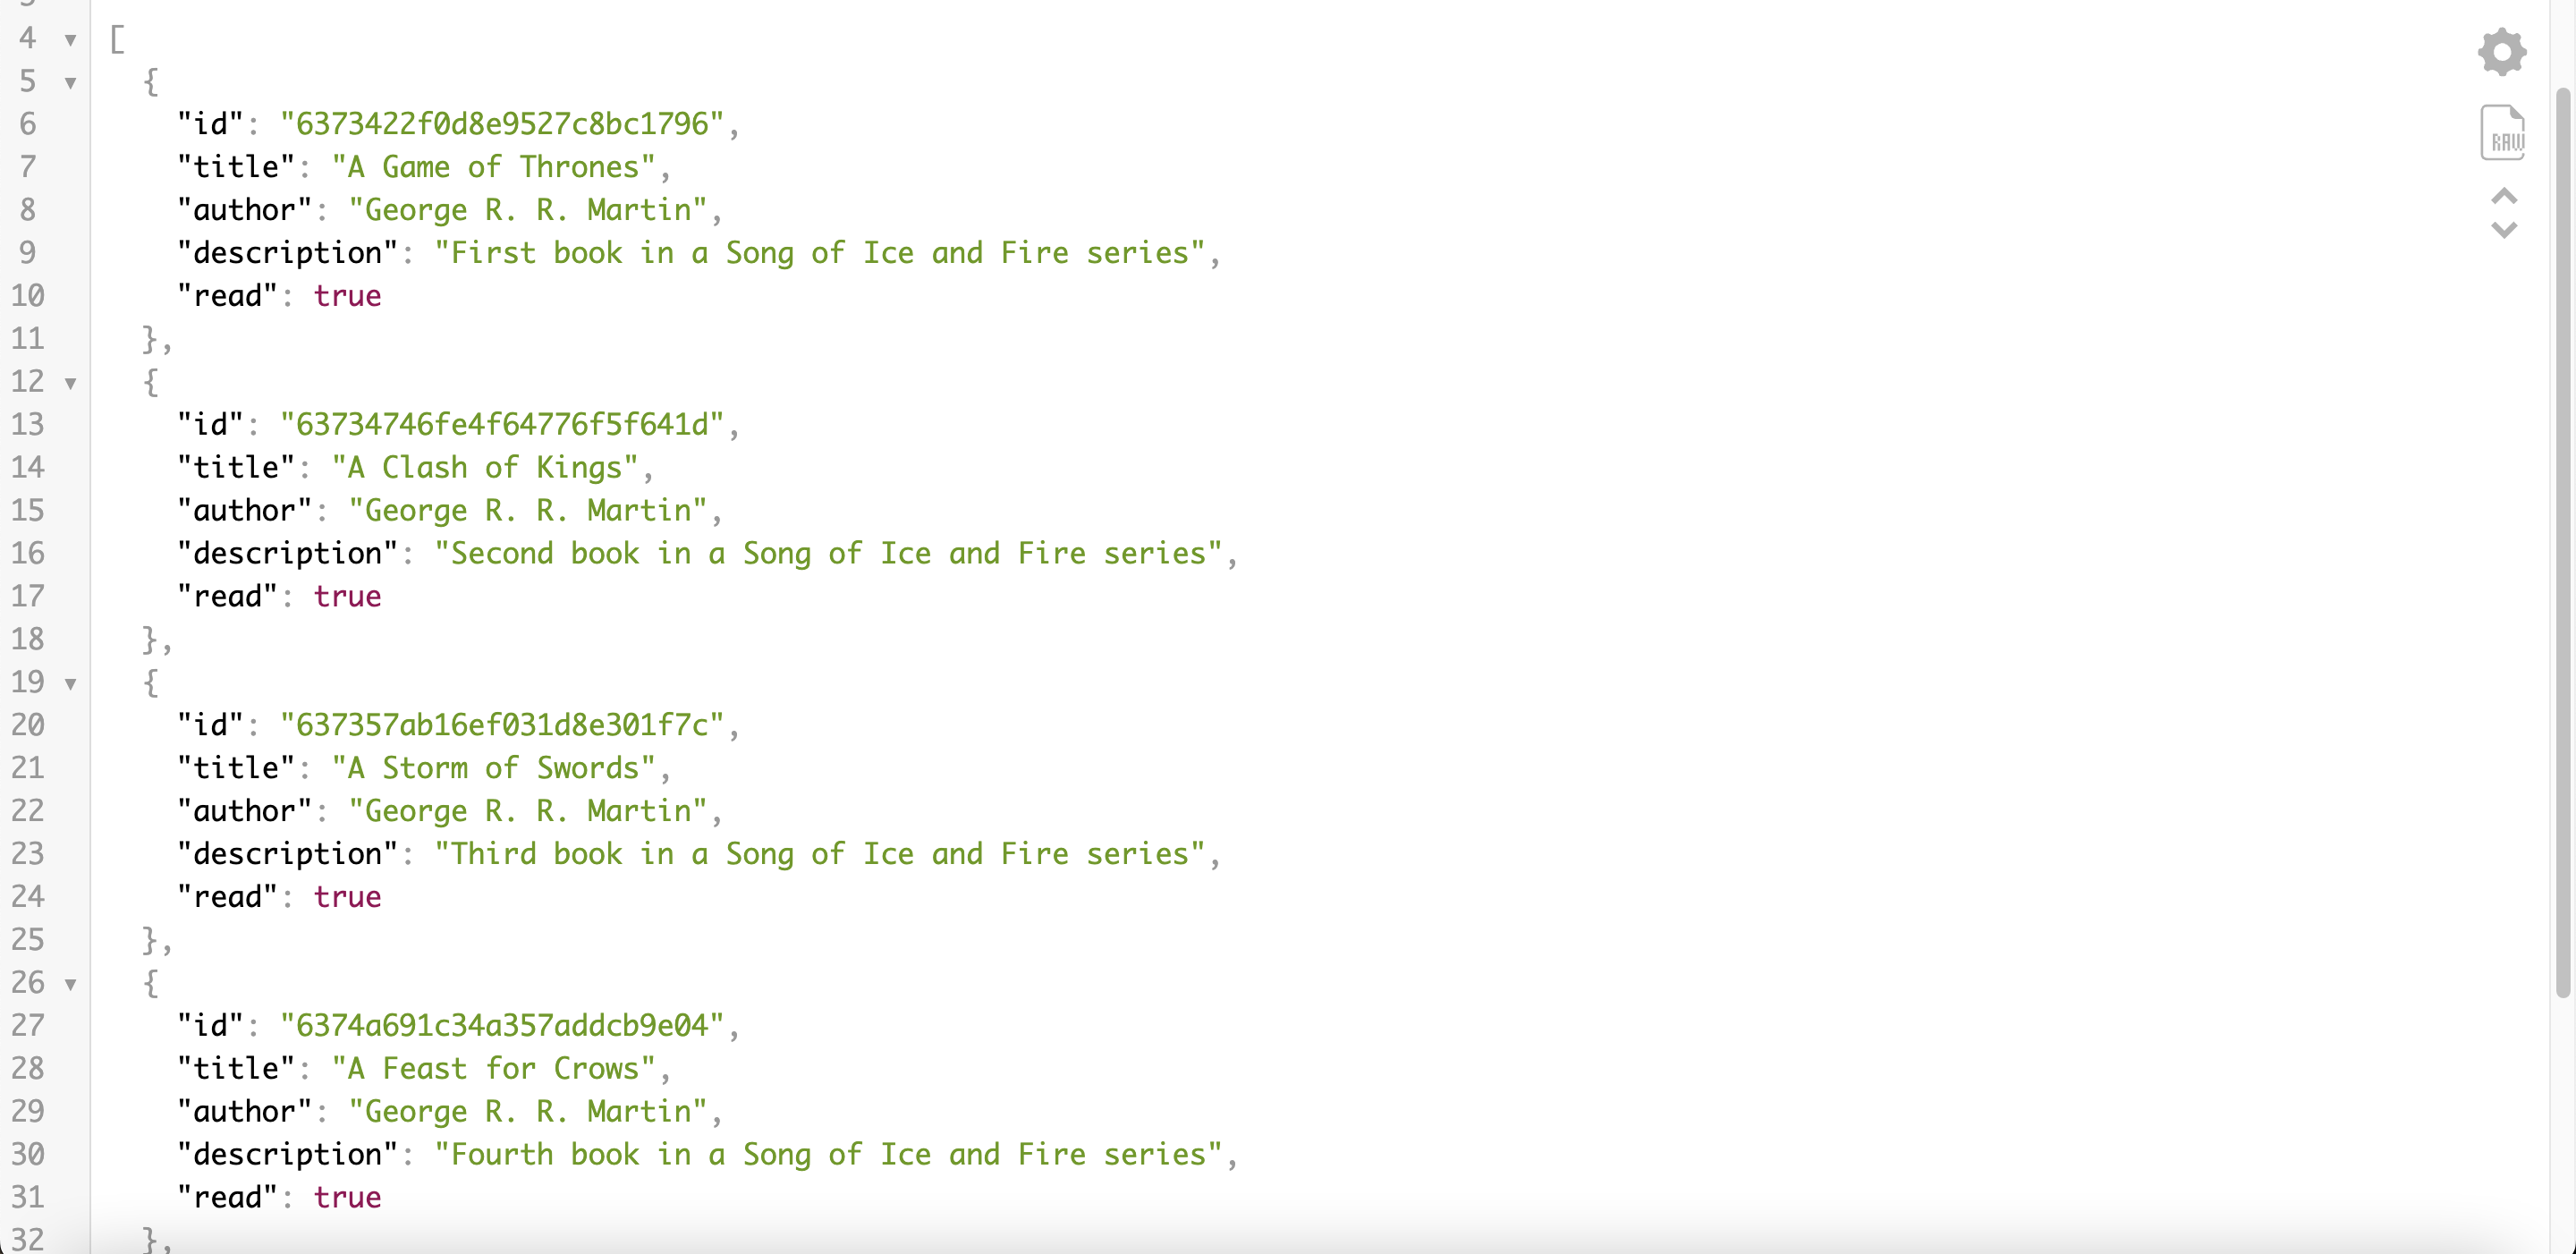 4 [
5 {
6 "id": "6373422f0d8e9527c8bc1796",
7 "title": "A Game of Thrones",
8 "author": "George R. R. Martin",
9 "description": "First book in a Song of Ice and Fire series",
10 "read": true
11 },
12 {
13 "id": "63734746fe4f64776f5f641d",
14 "title": "A Clash of Kings",
15 "author": "George R. R. Martin",
16 "description": "Second book in a Song of Ice and Fire series",
17 "read": true
18 },
19 {
20 "id": "637357ab16ef031d8e301f7c",
21 "title": "A Storm of Swords",
22 "author": "George R. R. Martin",
23 "description": "Third book in a Song of Ice and Fire series",
24 "read": true
25 },
26 {
27 "id": "6374a691c34a357addcb9e04",
28 "title": "A Feast for Crows",
29 "author": "George R. R. Martin",
30 "description": "Fourth book in a Song of Ice and Fire series",
31 "read": true
32 },
RAW